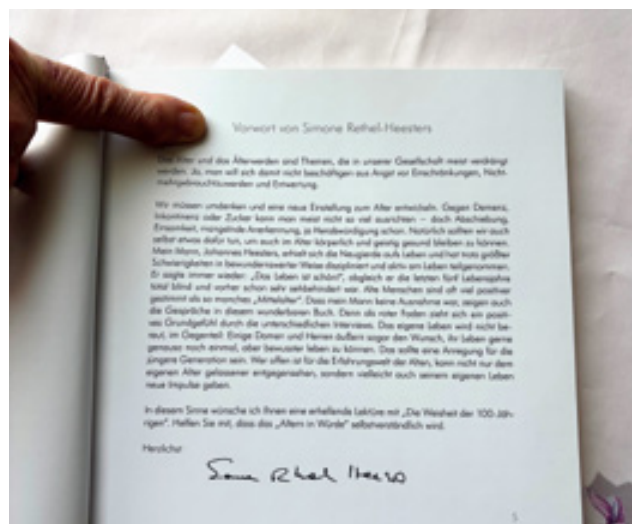 Vorwort von Simone Rethel-Heesters
Das Alter und das Älterwerden sind Themen, die in unserer Gesellschaft meist verdrängt
werden. Ja, man will sich damit nicht beschäftigen aus Angst vor Einschränkungen, Nicht-
mehrgebrauchtwerden und Entwertung.
Wir müssen umdenken und eine neue Einstellung zum Alter entwickeln. Gegen Demenz,
Inkontinenz oder Zucker kann man meist nicht so viel ausrichten – doch Abschiebung,
Einsamkeit, mangelnde Anerkennung, ja Herabwürdigung schon. Natürlich sollten wir auch
selbst etwas dafür tun, um auch im Alter körperlich und geistig gesund bleiben zu können.
Mein Mann, Johannes Heesters, erhielt sich die Neugierde aufs Leben und hat trotz größter
Schwierigkeiten in bewundernswerter Weise diszipliniert und aktiv am Leben teilgenommen.
Er sagte immer wieder: „Das Leben ist schön!“, obgleich er die letzten fünf Lebensjahre
total blind und vorher schon sehr sehbehindert war. Alte Menschen sind oft viel positiver
gestimmt als so manches „Mittelalter“. Dass mein Mann keine Ausnahme war, zeigen auch
die Gespräche in diesem wunderbaren Buch. Denn als roter Faden zieht sich ein positi-
ves Grundgefühl durch die unterschiedlichen Interviews. Das eigene Leben wird nicht be-
reut, im Gegenteil: Einige Damen und Herren äußern sogar den Wunsch, ihr Leben gerne
genauso noch einmal, aber bewusster leben zu können. Das sollte eine Anregung für die
jüngere Generation sein. Wer offen ist für die Erfahrungswelt der Alten, kann nicht nur dem
eigenen Alter gelassener entgegensehen, sondern vielleicht auch seinem eigenen Leben
neue Impulse geben.
In diesem Sinne wünsche ich Ihnen eine erhellende Lektüre mit „Die Weisheit der 100-Jäh-
rigen“. Helfen Sie mit, dass das „Altern in Würde“ selbstverständlich wird.
Herzlichst
Simone Rethel Heesters
5